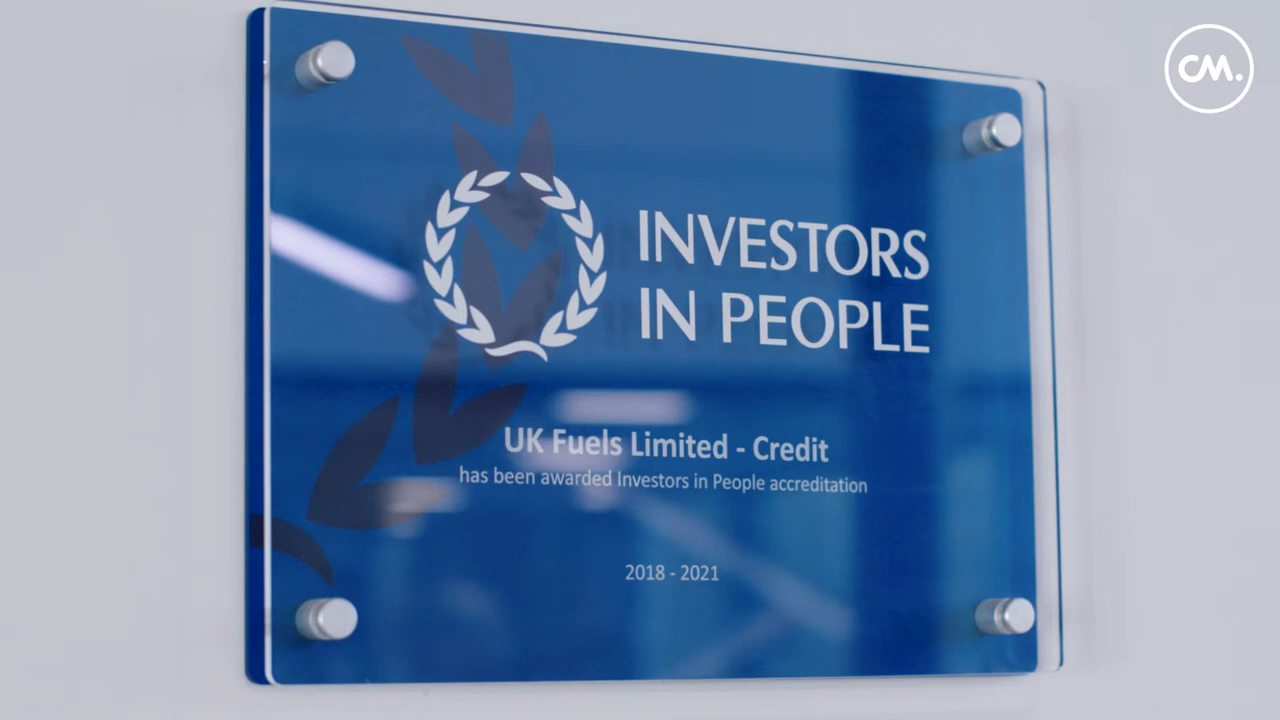 CM.
INVESTORS
IN PEOPLE
UK Fuels Limited - Credit
has been awarded Investors in People accreditation
2018 - 2021